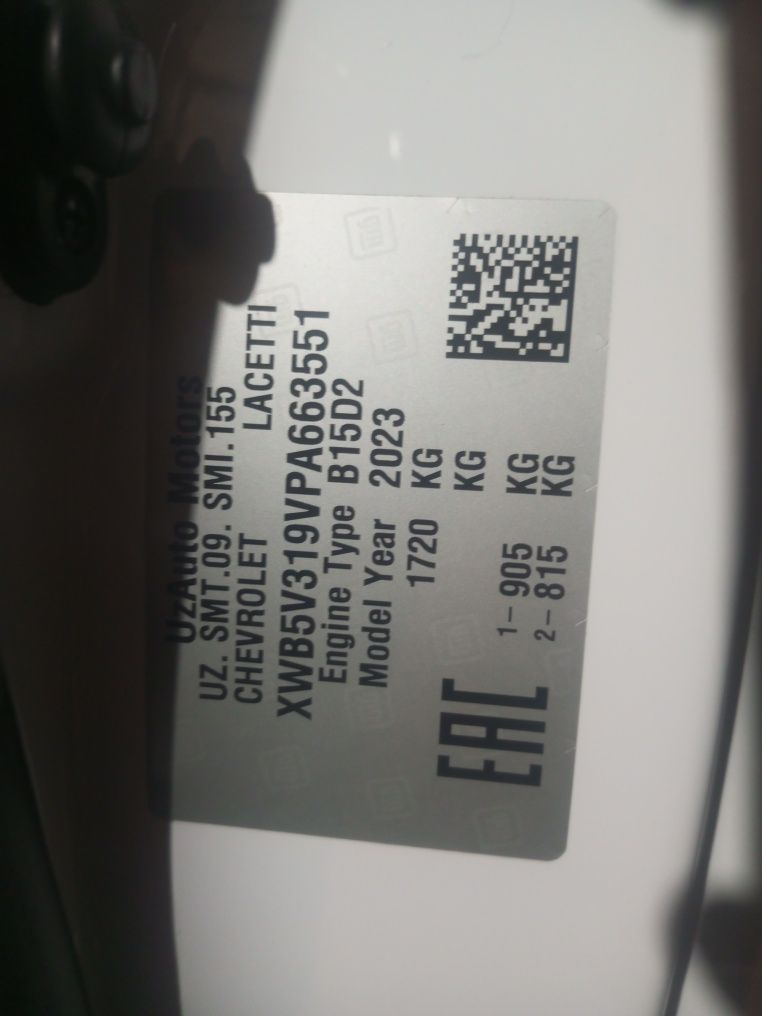 UzAuto Motors
UZ. SMT.09. SMI. 155
CHEVROLET LACETTI
XWB5V319VPA663551
Engine Type B15D2
Model Year 2023
1720 KG
KG
1- 905 KG
2- 815 KG
EAC